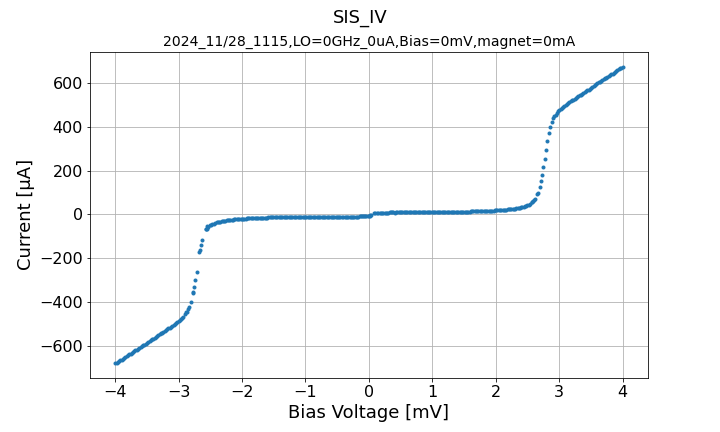 SIS_IV
2024_11/28_1115,LO=0GHz_0uA,Bias=0mV,magnet=0mA
600
400
200
0
−200
−400
−600
Current [μA]
−4 −3 −2 −1 0 1 2 3 4
Bias Voltage [mV]